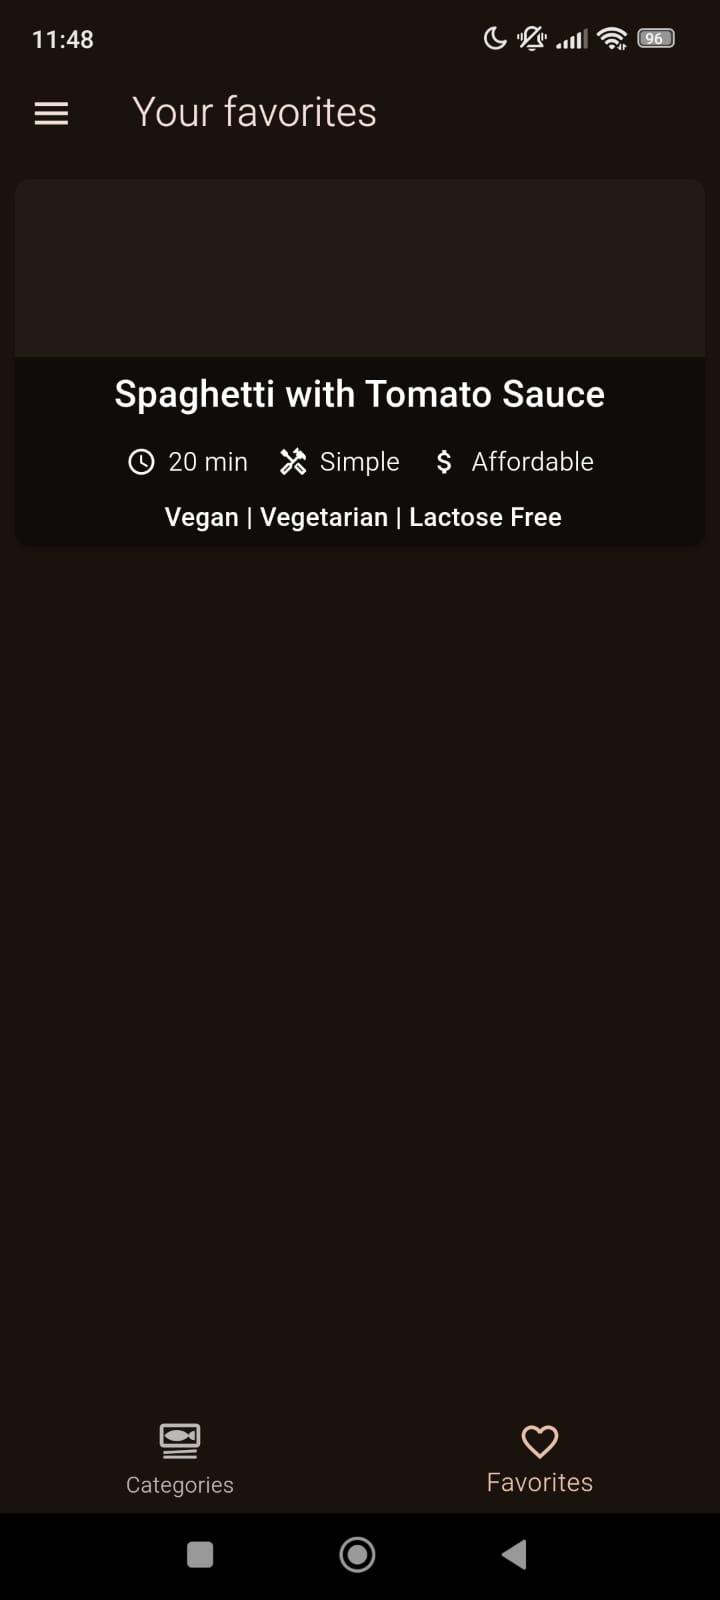 11:48
96
Your favorites
Spaghetti with Tomato Sauce
20 min Simple $ Affordable
Vegan | Vegetarian | Lactose Free
Categories Favorites